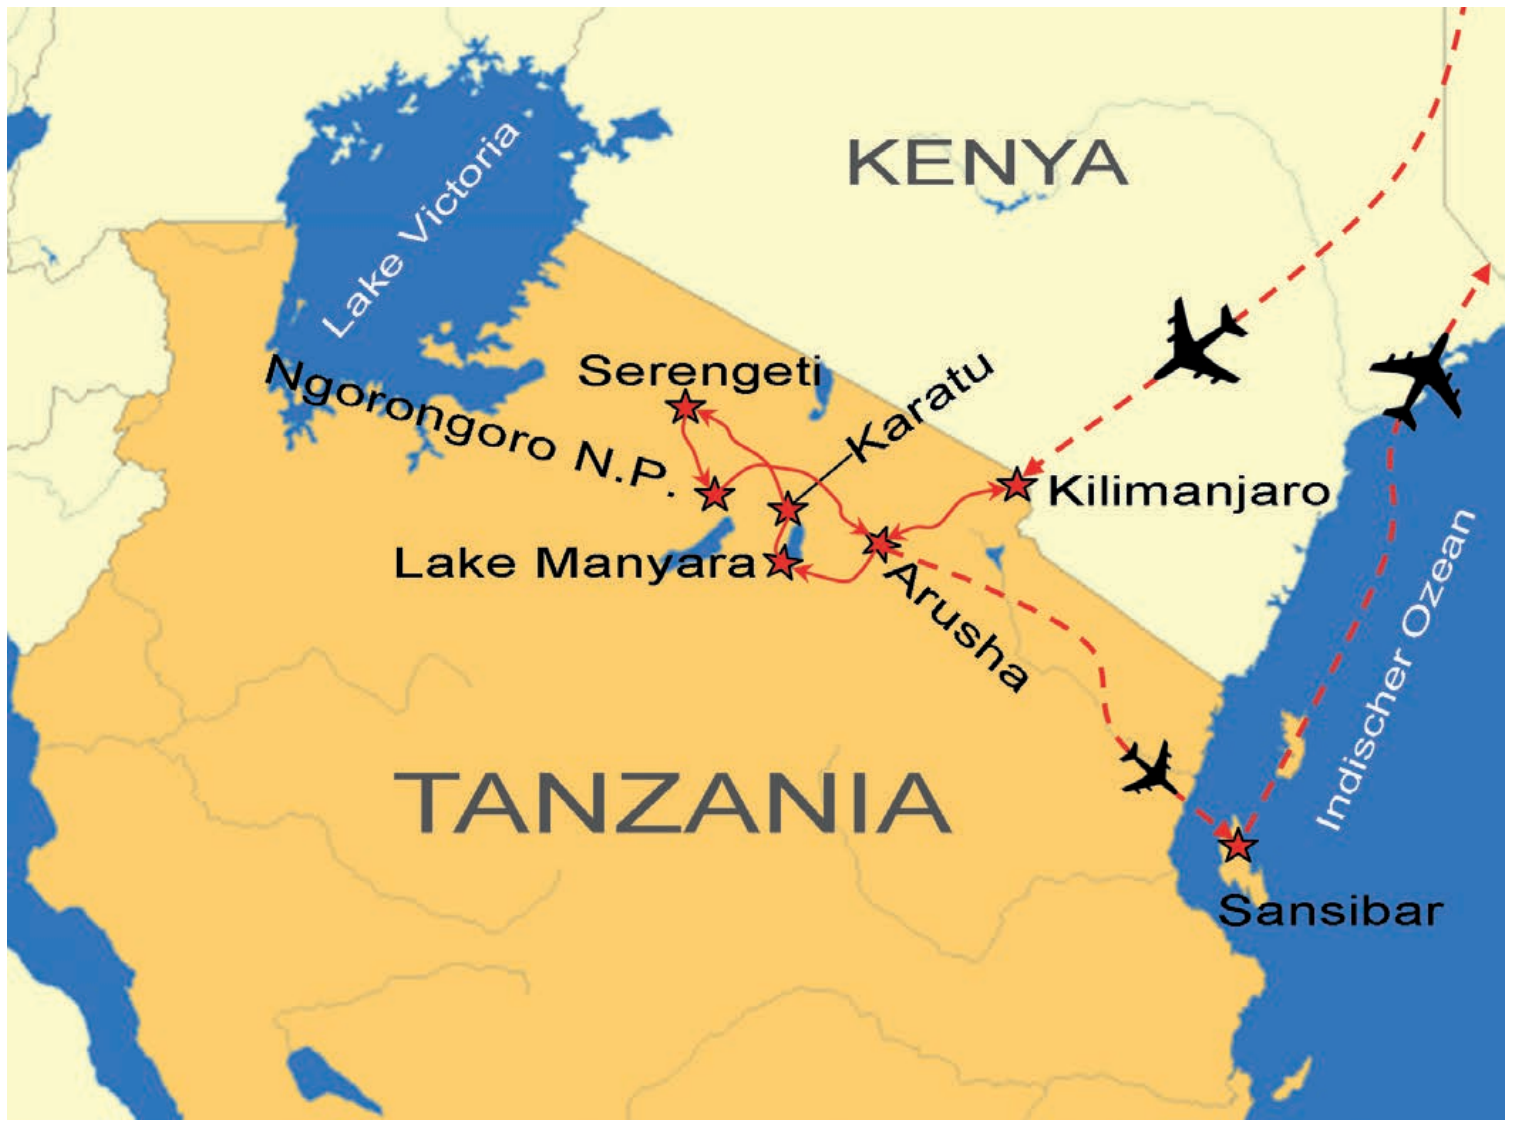 KENYA
Lake Victoria
Serengeti
Karatu
Ngorongoro N.P.
Kilimanjaro
Lake Manyara
Arusha
Indischer Ozean
TANZANIA
Sansibar